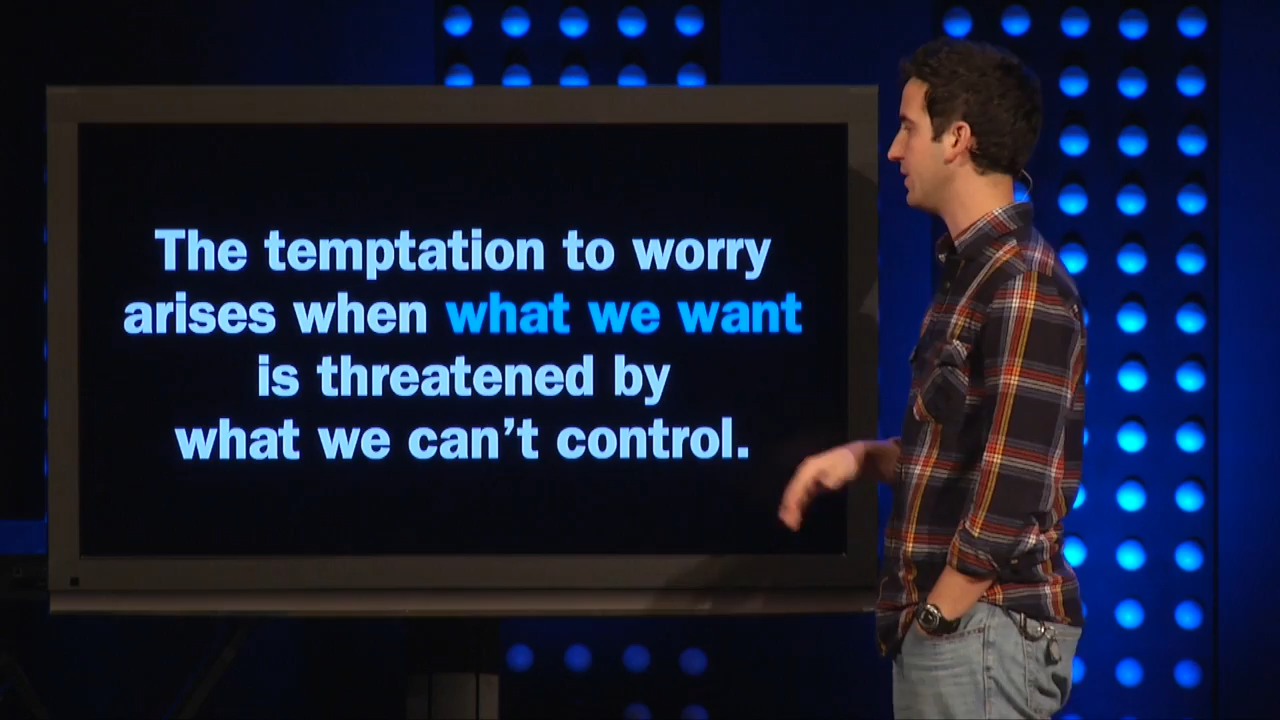 The temptation to worry
arises when what we want
is threatened by
what we can't control.